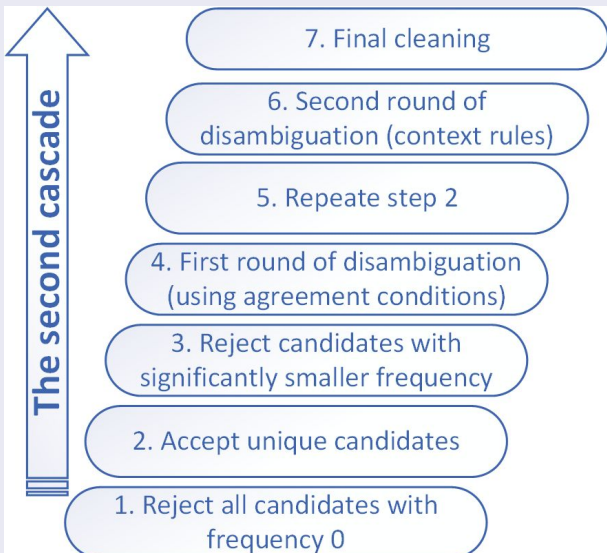 The second cascade
7. Final cleaning
6. Second round of
disambiguation (context rules)
5. Repeat step 2
4. First round of disambiguation
(using agreement conditions)
3. Reject candidates with
significantly smaller frequency
2. Accept unique candidates
1. Reject all candidates with
frequency 0